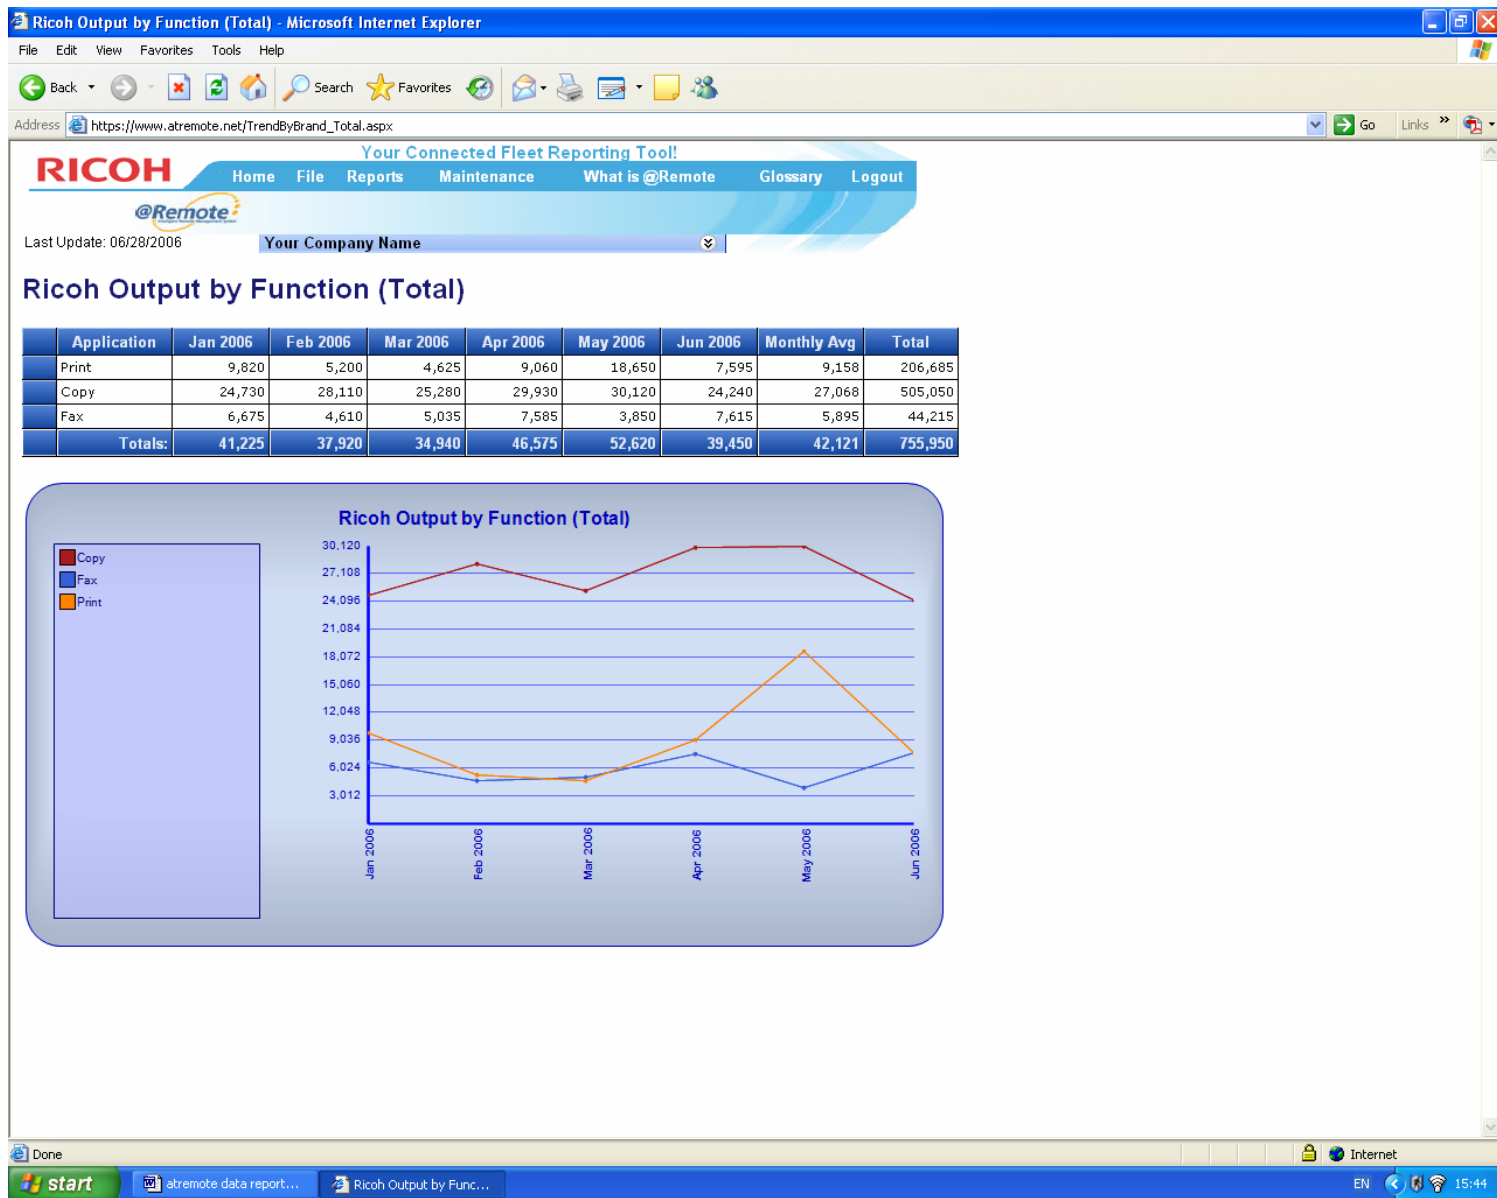 Ricoh Output by Function (Total) - Microsoft Internet Explorer
File Edit View Favorites Tools Help
Back Search Favorites
Address https://www.atremote.net/TrendByBrand_Total.aspx Go Links »
Your Connected Fleet Reporting Tool!
RICOH Home File Reports Maintenance What is @Remote Glossary Logout
@Remote
Last Update: 06/28/2006 Your Company Name
Ricoh Output by Function (Total)
Application Jan 2006 Feb 2006 Mar 2006 Apr 2006 May 2006 Jun 2006 Monthly Avg Total
Print 9,820 5,200 4,625 9,060 18,650 7,595 9,158 206,685
Copy 24,730 28,110 25,280 29,930 30,120 24,240 27,068 505,050
Fax 6,675 4,610 5,035 7,585 3,850 7,615 5,895 44,215
Totals: 41,225 37,920 34,940 46,575 52,620 39,450 42,121 755,950
Ricoh Output by Function (Total)
Copy
Fax
Print
30,120
27,108
24,096
21,084
18,072
15,060
12,048
9,036
6,024
3,012
Jan 2006 Feb 2006 Mar 2006 Apr 2006 May 2006 Jun 2006
Done Internet
start atremote data report... Ricoh Output by Func... EN 15:44